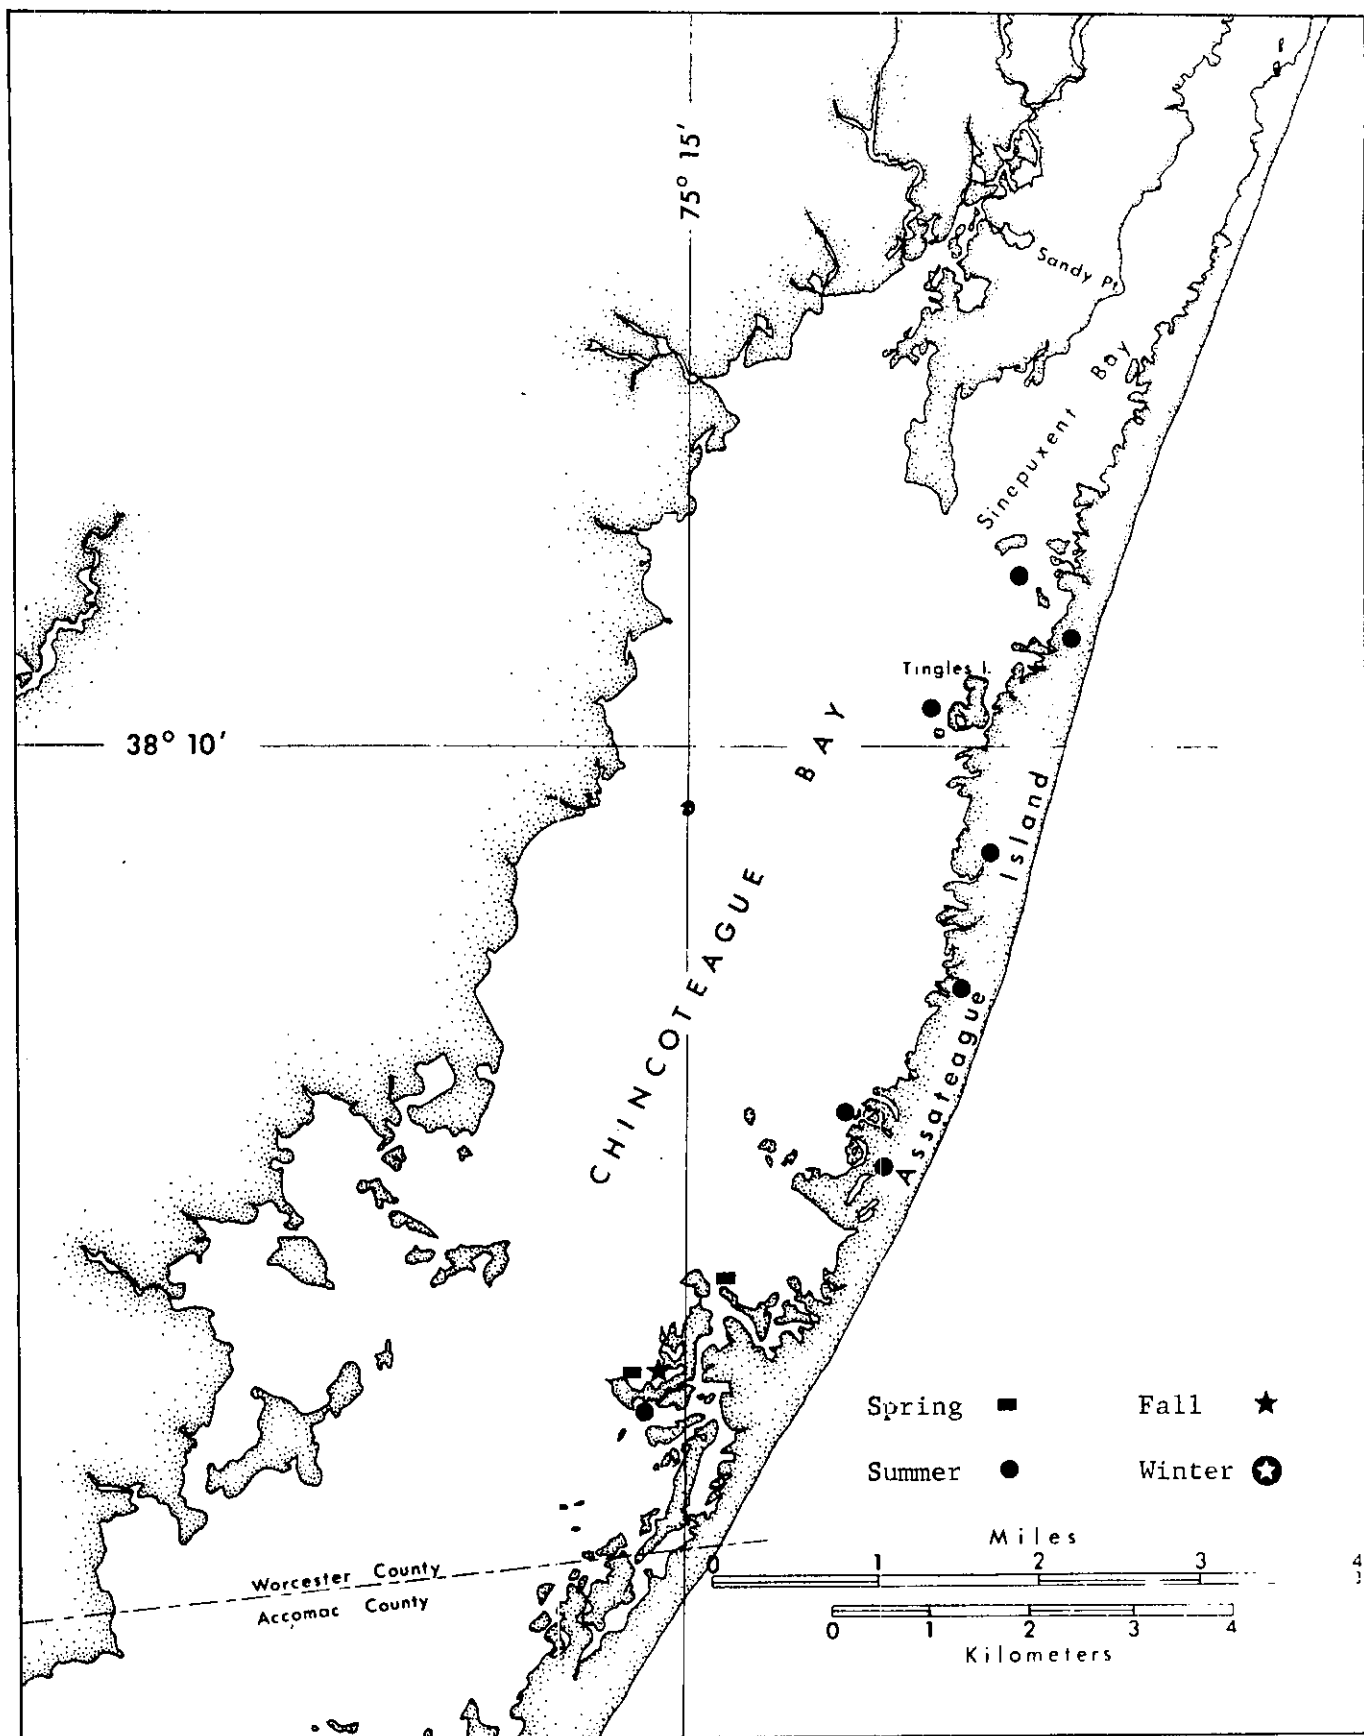 75° 15'
Sandy Pt.
Sinepuxent Bay
Tingles I.
38° 10'
CHINCOTEAGUE BAY
Assateague Island
Spring
Fall
Summer
Winter
Miles
0 1 2 3 4
Worcester County
Accomac County
0 1 2 3 4
Kilometers